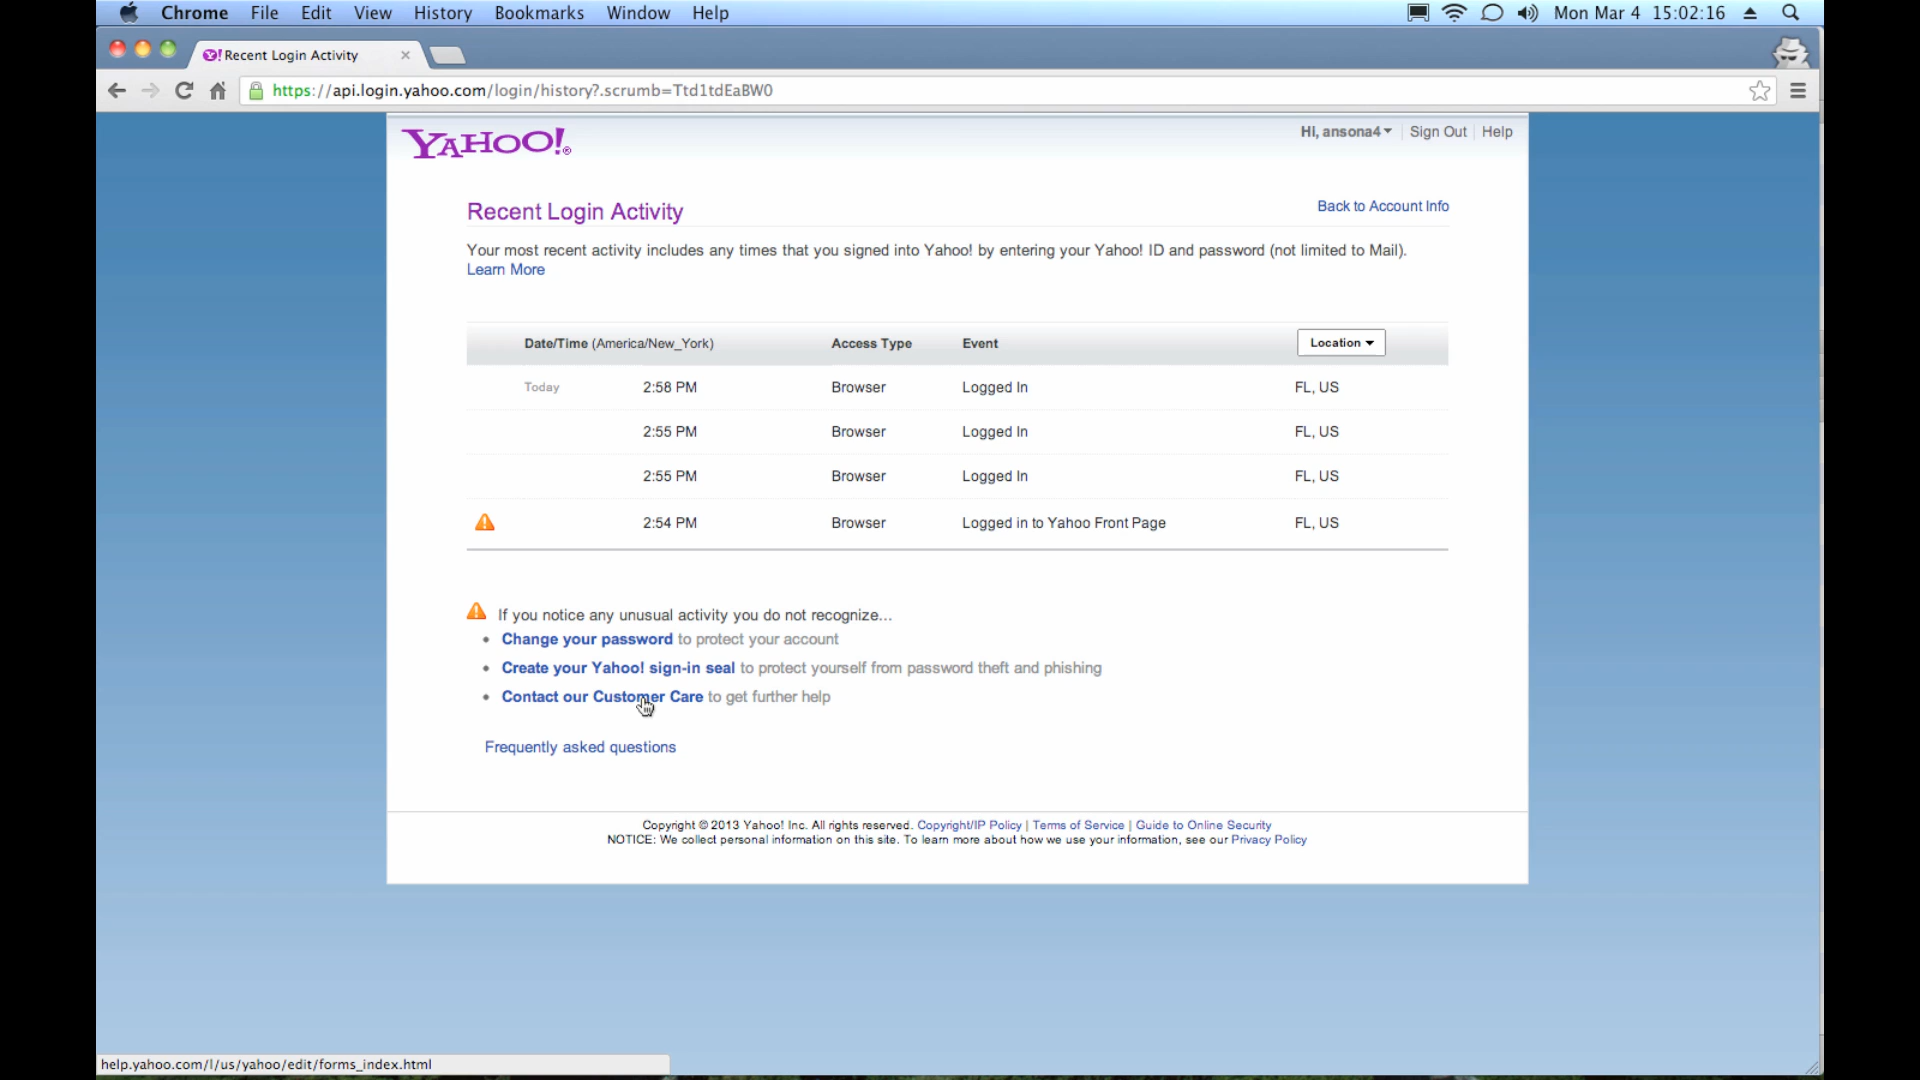 Chrome File Edit View History Bookmarks Window Help Mon Mar 4 15:02:16
Y! Recent Login Activity
https://api.login.yahoo.com/login/history?.scrumb=Ttd1tdEaBW0
YAHOO!® Hi, ansona4 Sign Out Help
Recent Login Activity Back to Account Info
Your most recent activity includes any times that you signed into Yahoo! by entering your Yahoo! ID and password (not limited to Mail).
Learn More
Date/Time (America/New_York) Access Type Event Location
Today 2:58 PM Browser Logged In FL, US
2:55 PM Browser Logged In FL, US
2:55 PM Browser Logged In FL, US
2:54 PM Browser Logged in to Yahoo Front Page FL, US
If you notice any unusual activity you do not recognize...
• Change your password to protect your account
• Create your Yahoo! sign-in seal to protect yourself from password theft and phishing
• Contact our Customer Care to get further help
Frequently asked questions
Copyright © 2013 Yahoo! Inc. All rights reserved. Copyright/IP Policy | Terms of Service | Guide to Online Security
NOTICE: We collect personal information on this site. To learn more about how we use your information, see our Privacy Policy
help.yahoo.com/l/us/yahoo/edit/forms_index.html